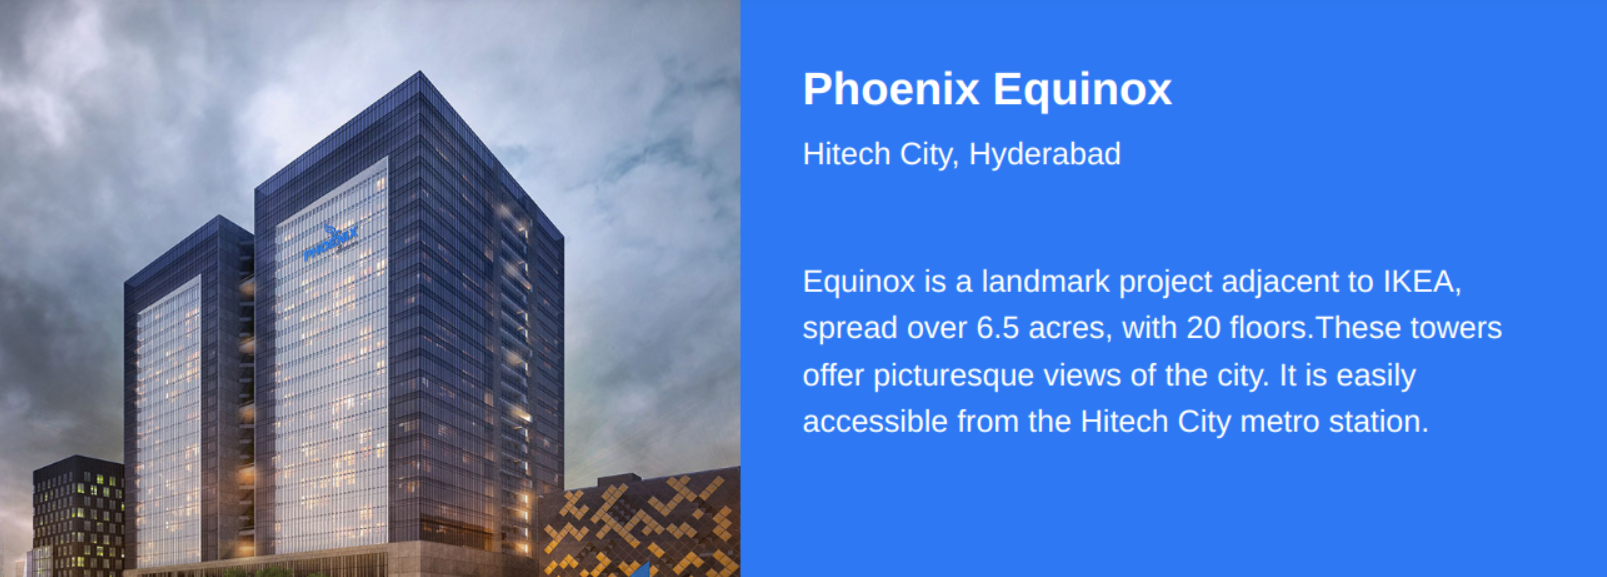 PHOENIX
Phoenix Equinox
Hitech City, Hyderabad
Equinox is a landmark project adjacent to IKEA,
spread over 6.5 acres, with 20 floors.These towers
offer picturesque views of the city. It is easily
accessible from the Hitech City metro station.